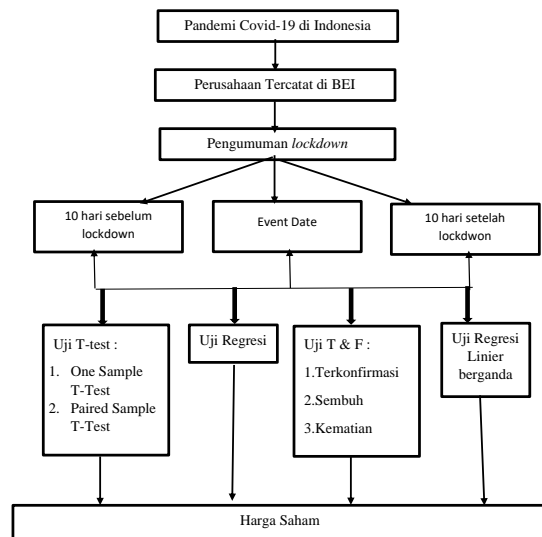 Pandemi Covid-19 di Indonesia
Perusahaan Tercatat di BEI
Pengumuman lockdown
10 hari sebelum
lockdown
Event Date
10 hari setelah
lockdwon
Uji T-test :
1. One Sample
T-Test
2. Paired Sample
T-Test
Uji Regresi
Uji T & F :
1.Terkonfirmasi
2.Sembuh
3.Kematian
Uji Regresi
Linier
berganda
Harga Saham